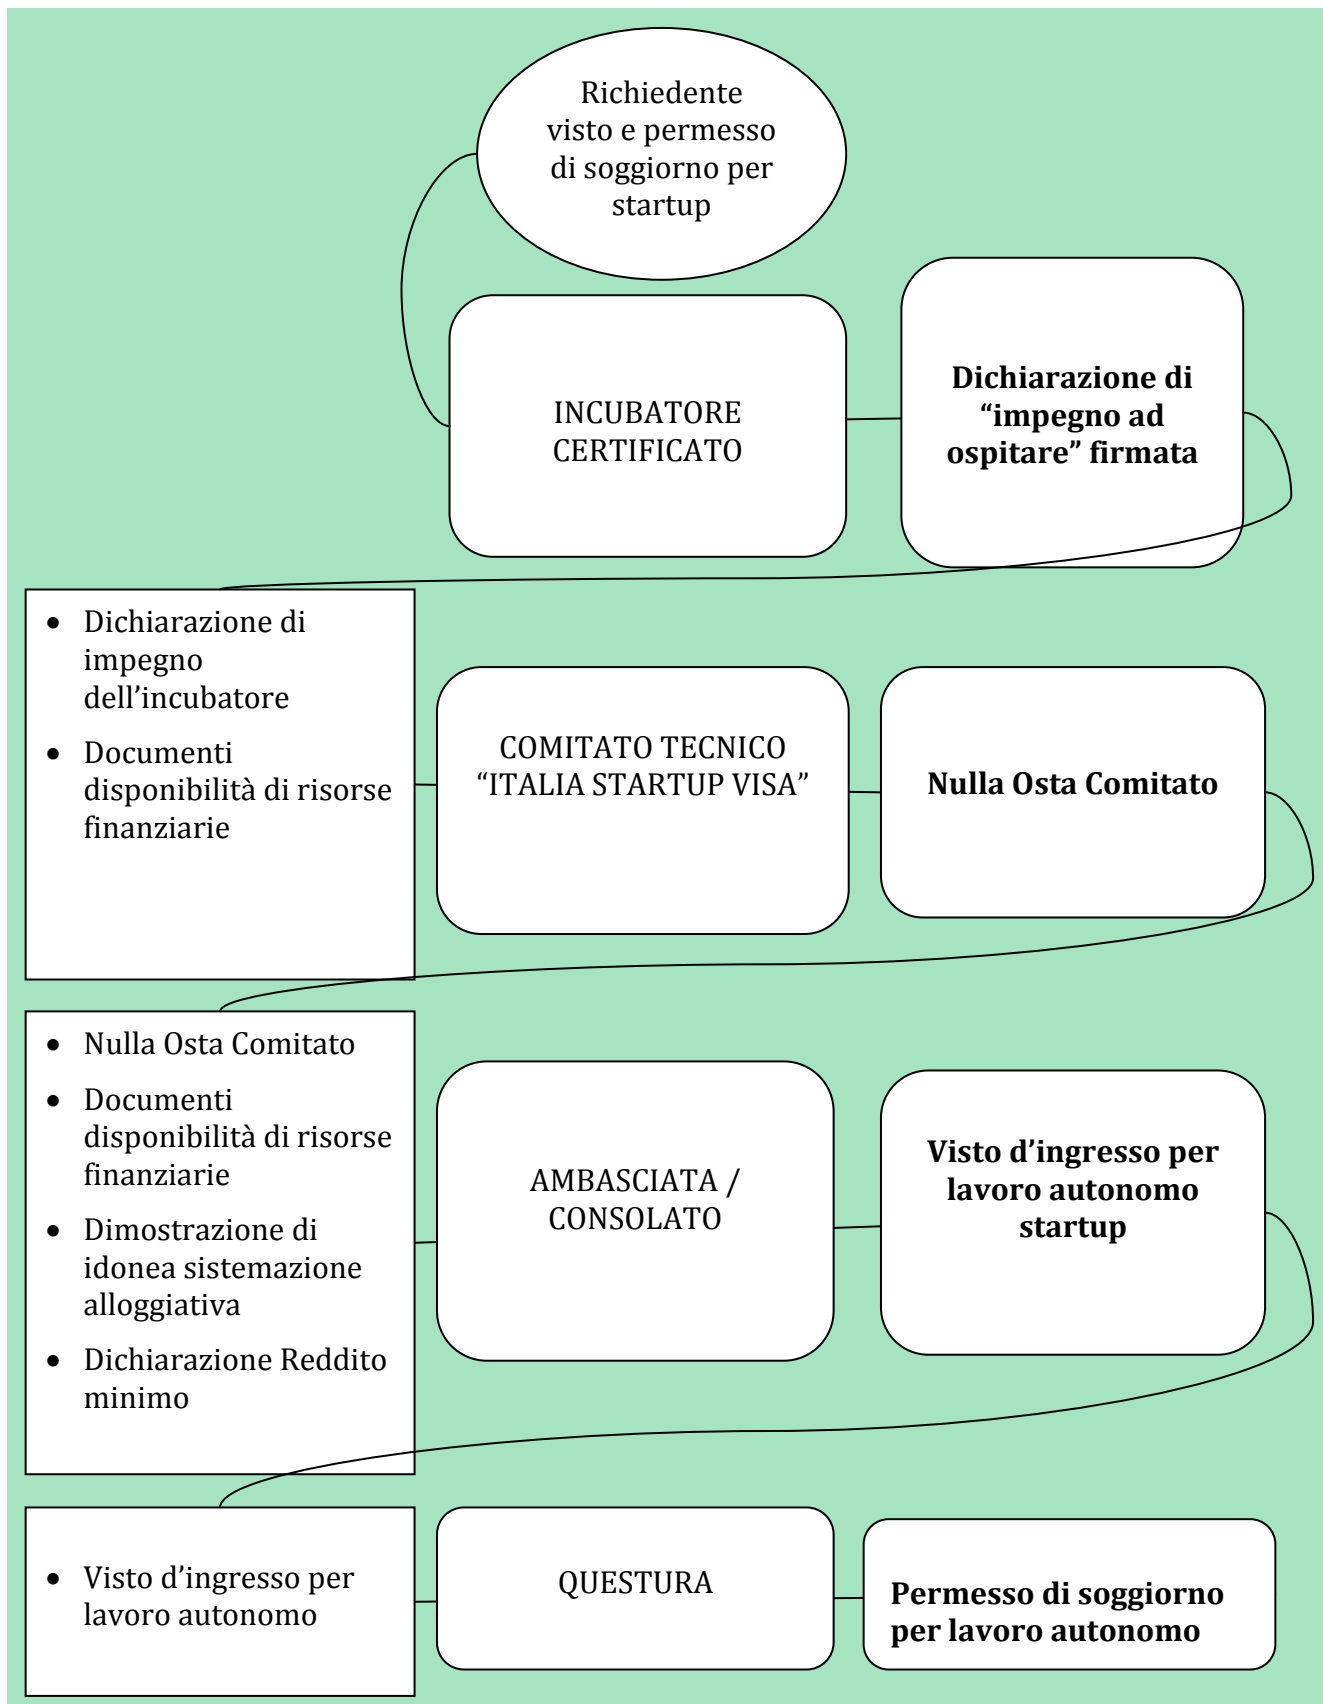 Richiedente
visto e permesso
di soggiorno per
startup
INCUBATORE
CERTIFICATO
Dichiarazione di
“impegno ad
ospitare” firmata
• Dichiarazione di
impegno
dell’incubatore
• Documenti
disponibilità di risorse
finanziarie
COMITATO TECNICO
“ITALIA STARTUP VISA”
Nulla Osta Comitato
• Nulla Osta Comitato
• Documenti
disponibilità di risorse
finanziarie
• Dimostrazione di
idonea sistemazione
alloggiativa
• Dichiarazione Reddito
minimo
AMBASCIATA /
CONSOLATO
Visto d’ingresso per
lavoro autonomo
startup
• Visto d’ingresso per
lavoro autonomo
QUESTURA
Permesso di soggiorno
per lavoro autonomo